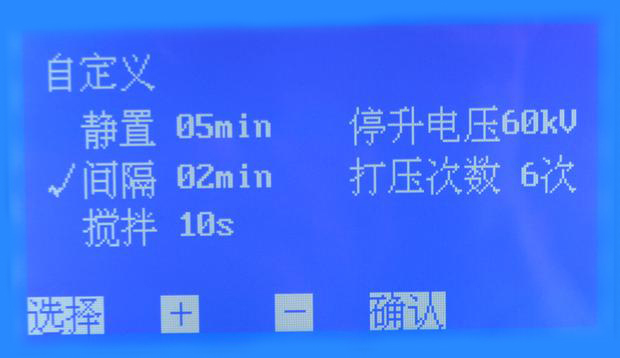 自定义
静置 05min 停升电压60kV
✓间隔 02min 打压次数 6次
搅拌 10s
选择 + - 确认